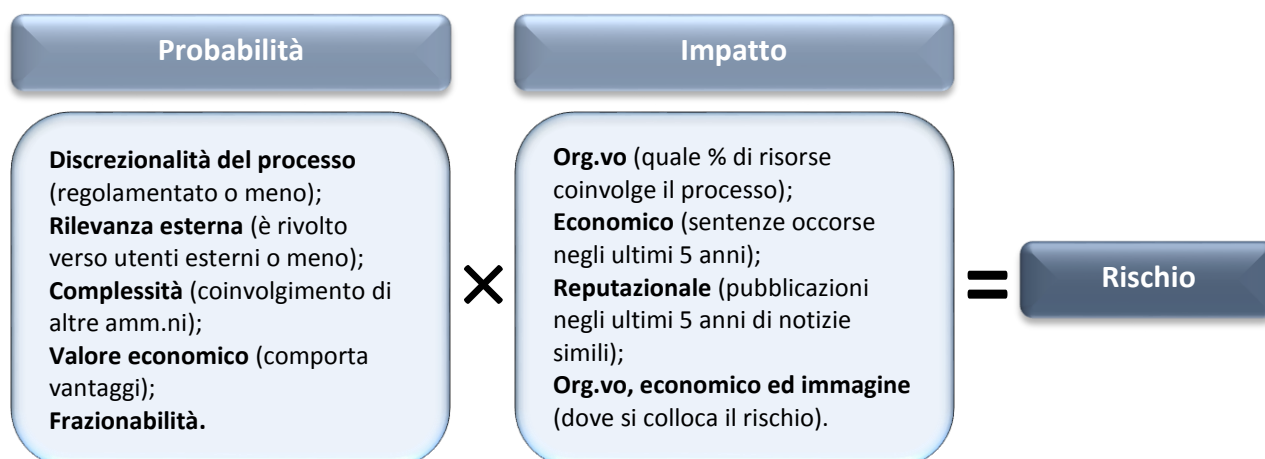 Probabilità
Discrezionalità del processo
(regolamentato o meno);
Rilevanza esterna (è rivolto
verso utenti esterni o meno);
Complessità (coinvolgimento di
altre amm.ni);
Valore economico (comporta
vantaggi);
Frazionabilità.
×
Impatto
Org.vo (quale % di risorse
coinvolge il processo);
Economico (sentenze occorse
negli ultimi 5 anni);
Reputazionale (pubblicazioni
negli ultimi 5 anni di notizie
simili);
Org.vo, economico ed immagine
(dove si colloca il rischio).
=
Rischio